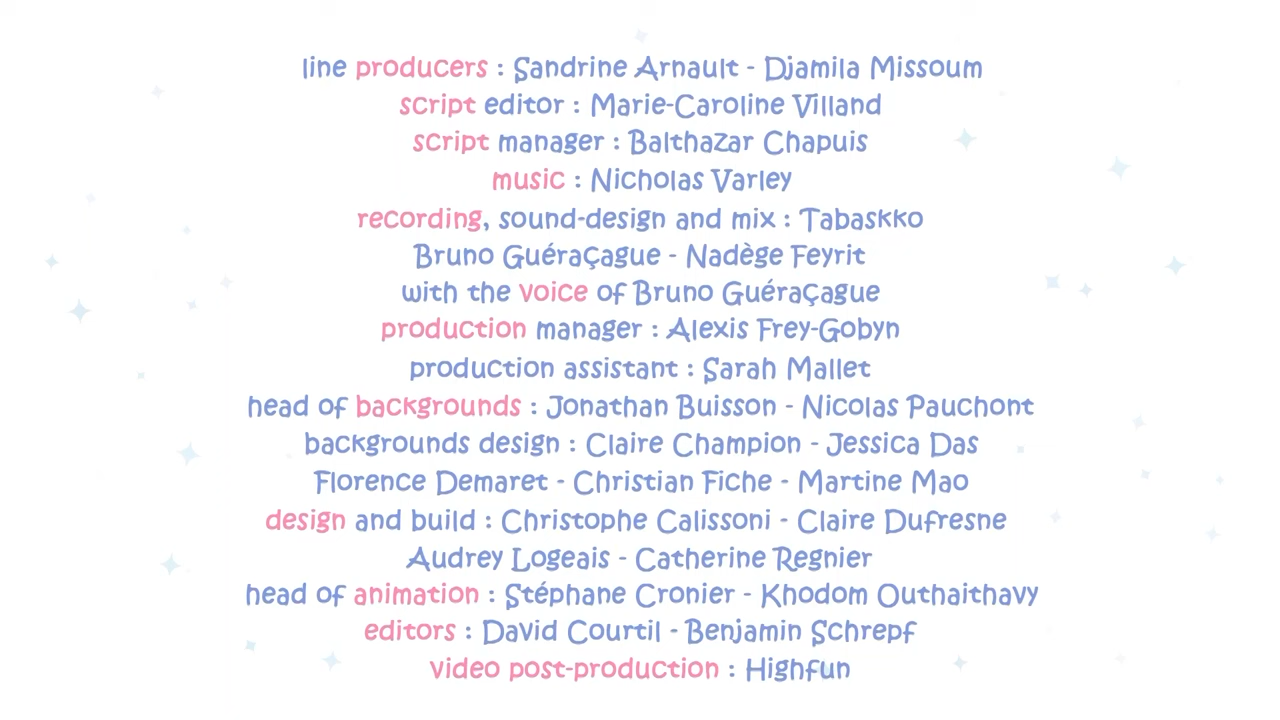 line producers : Sandrine Arnault - Djamila Missoum
script editor : Marie-Caroline Villand
script manager : Balthazar Chapuis
music : Nicholas Varley
recording, sound-design and mix : Tabaskko
Bruno Guéraçague - Nadège Feyrit
with the voice of Bruno Guéraçague
production manager : Alexis Frey-Gobyn
production assistant : Sarah Mallet
head of backgrounds : Jonathan Buisson - Nicolas Pauchont
backgrounds design : Claire Champion - Jessica Das
Florence Demaret - Christian Fiche - Martine Mao
design and build : Christophe Calissoni - Claire Dufresne
Audrey Logeais - Catherine Regnier
head of animation : Stéphane Cronier - Khodom Outhaithavy
editors : David Courtil - Benjamin Schrepf
video post-production : Highfun